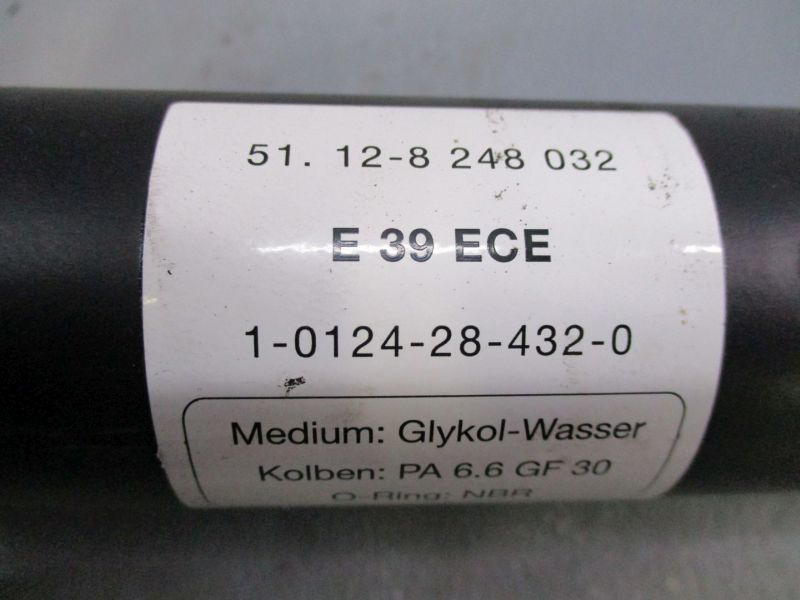 51. 12-8 248 032
E 39 ECE
1-0124-28-432-0
Medium: Glykol-Wasser
Kolben: PA 6.6 GF 30
O-Ring: NBR